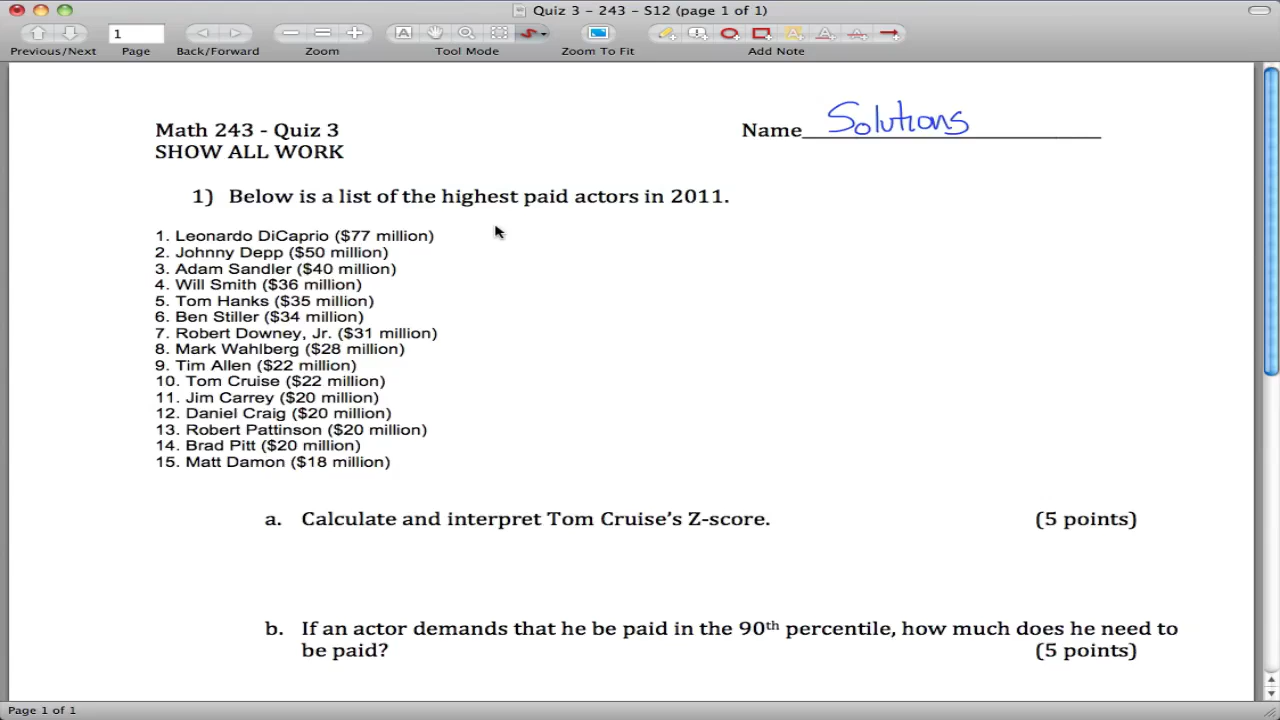 Quiz 3 - 243 - S12 (page 1 of 1)
1
Previous/Next Page Back/Forward Zoom Tool Mode Zoom To Fit Add Note
Math 243 - Quiz 3
Name Solutions
SHOW ALL WORK
1) Below is a list of the highest paid actors in 2011.
1. Leonardo DiCaprio ($77 million)
2. Johnny Depp ($50 million)
3. Adam Sandler ($40 million)
4. Will Smith ($36 million)
5. Tom Hanks ($35 million)
6. Ben Stiller ($34 million)
7. Robert Downey, Jr. ($31 million)
8. Mark Wahlberg ($28 million)
9. Tim Allen ($22 million)
10. Tom Cruise ($22 million)
11. Jim Carrey ($20 million)
12. Daniel Craig ($20 million)
13. Robert Pattinson ($20 million)
14. Brad Pitt ($20 million)
15. Matt Damon ($18 million)
a. Calculate and interpret Tom Cruise’s Z-score. (5 points)
b. If an actor demands that he be paid in the 90th percentile, how much does he need to
be paid? (5 points)
Page 1 of 1